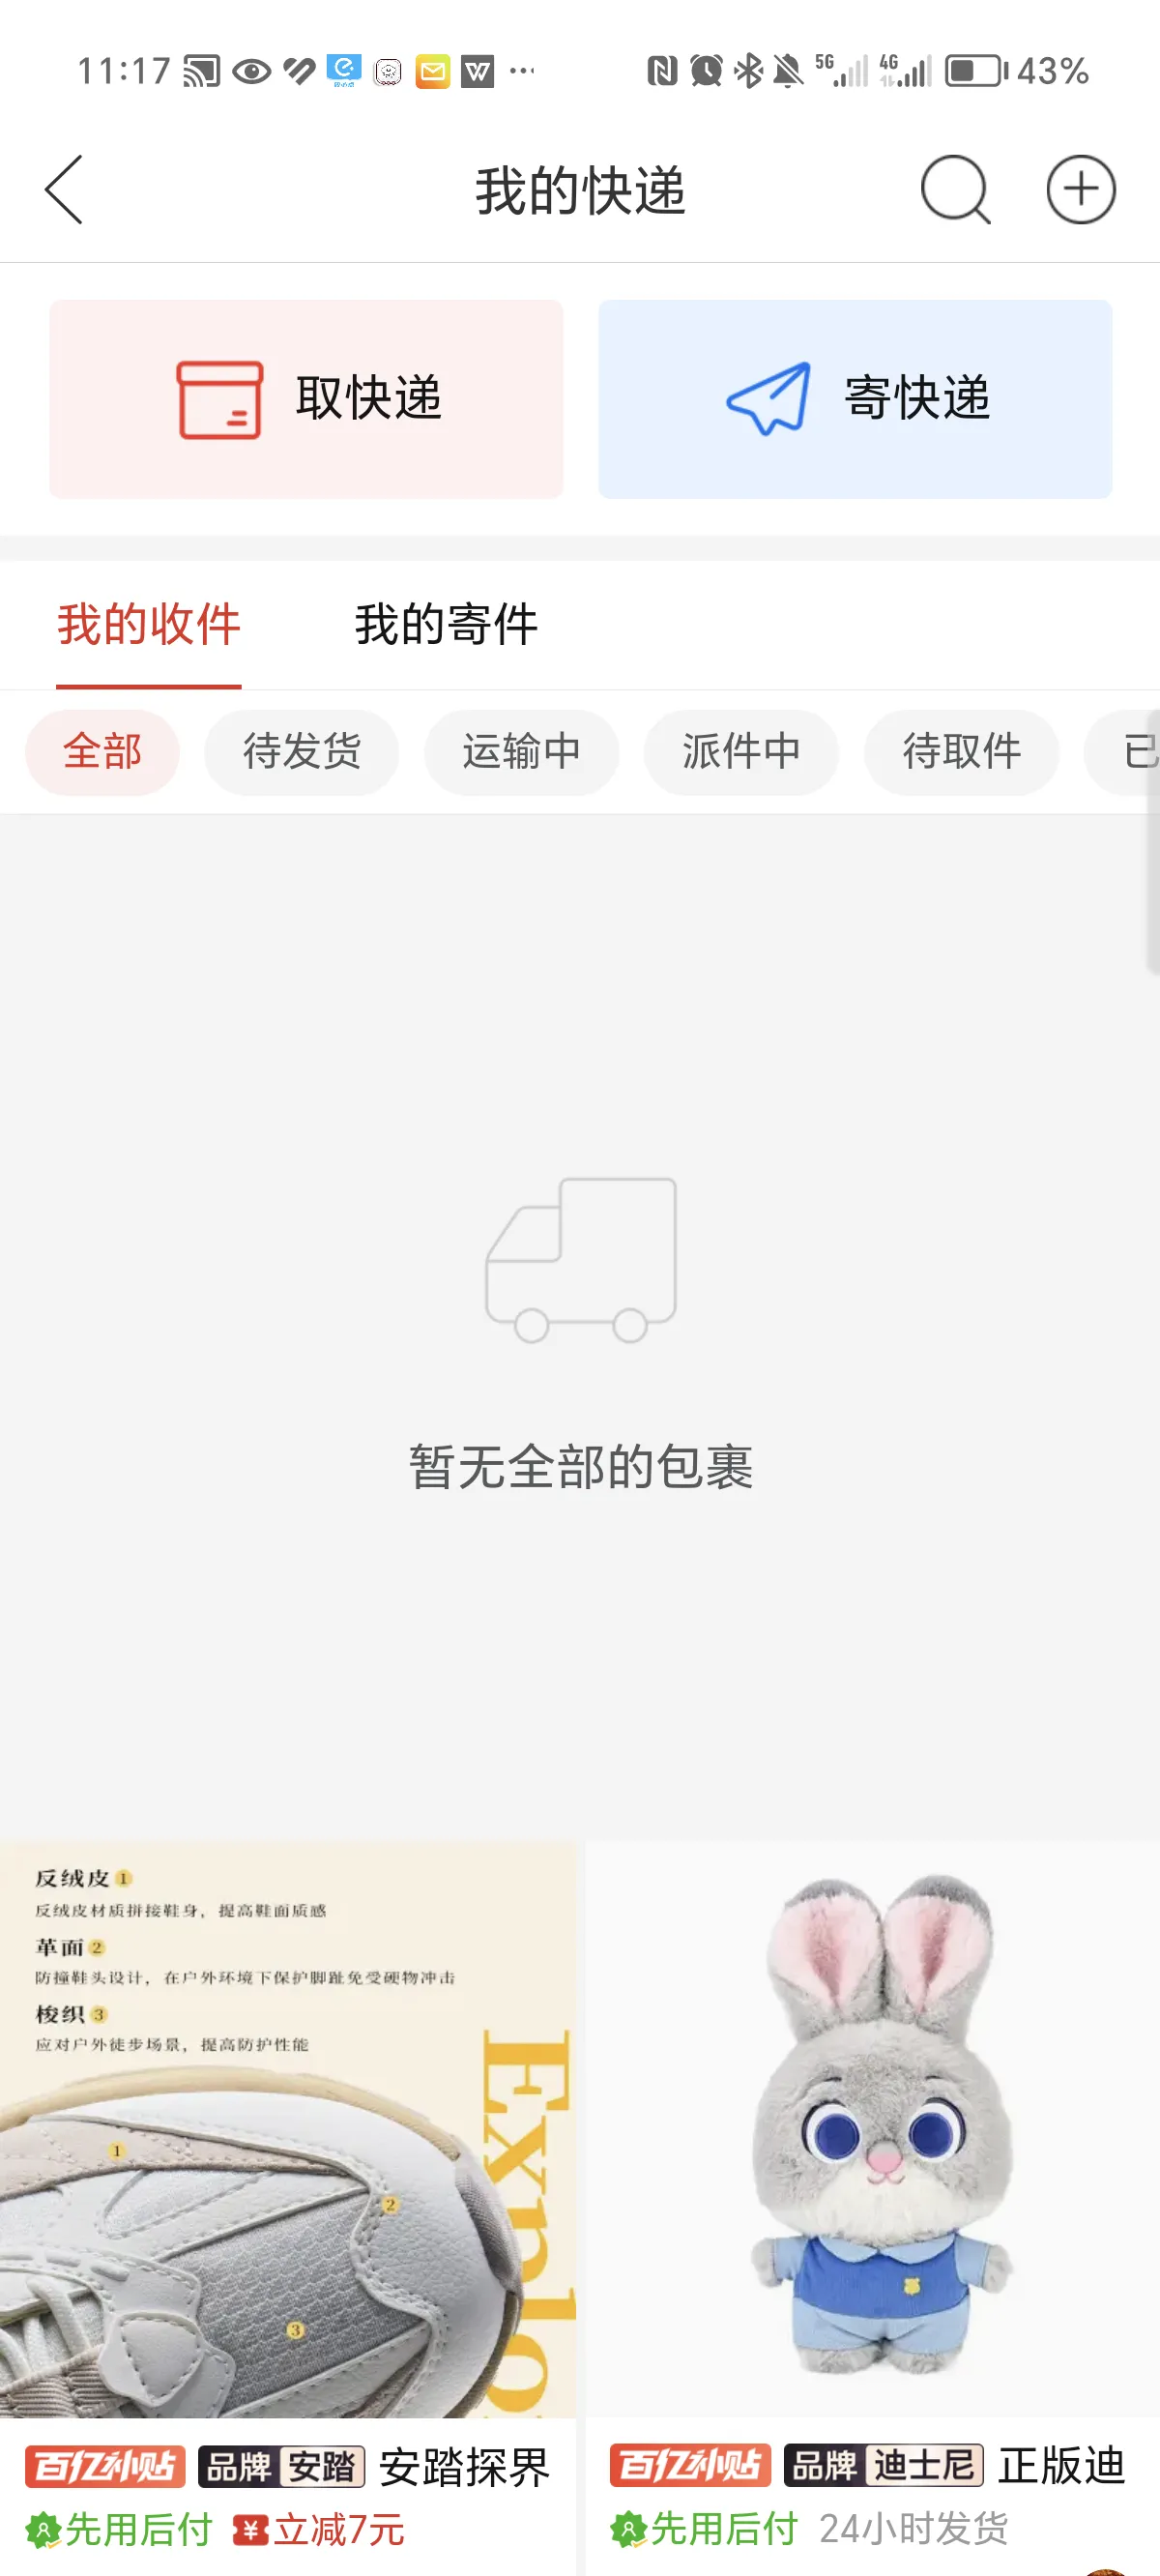 11:17
5G 4G 43%
我的快递
取快递 寄快递
我的收件 我的寄件
全部 待发货 运输中 派件中 待取件 已
暂无全部的包裹
反绒皮 1
反绒皮材质拼接鞋身，提高鞋面质感
革面 2
防撞鞋头设计，在户外环境下保护脚趾免受硬物冲击
梭织 3
应对户外徒步场景，提高防护性能
Explo
1
2
3
百亿补贴 品牌 安踏 安踏探界
先用后付 ¥ 立减7元
百亿补贴 品牌 迪士尼 正版迪
先用后付 24小时发货